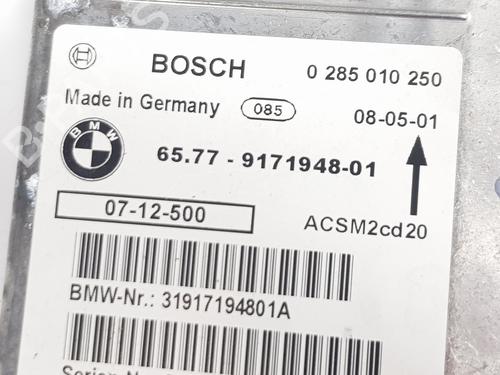 BOSCH 0 285 010 250
Made in Germany 085 08-05-01
BMW
65.77 - 9171948-01
07-12-500 ACSM2cd20
BMW-Nr.: 31917194801A